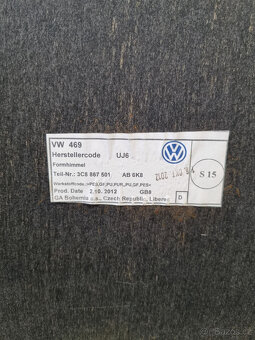 VW 469
Herstellercode UJ6
Formhimmel
Teil-Nr.: 3C8 867 501 AB 6K8
Prod. Datum 2.10.2012 GB8
GA Bohemia s.r.o., Czech Republic, Liberec
D
S 15